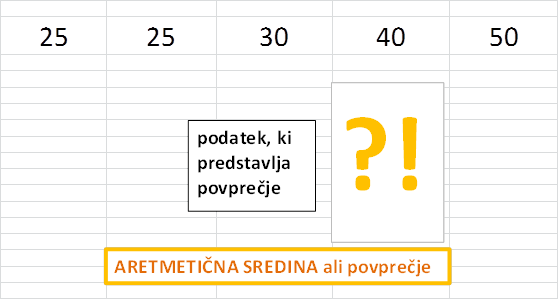 25 25 30 40 50
podatek, ki
predstavlja
povprečje
?!
ARETMETIČNA SREDINA ali povprečje